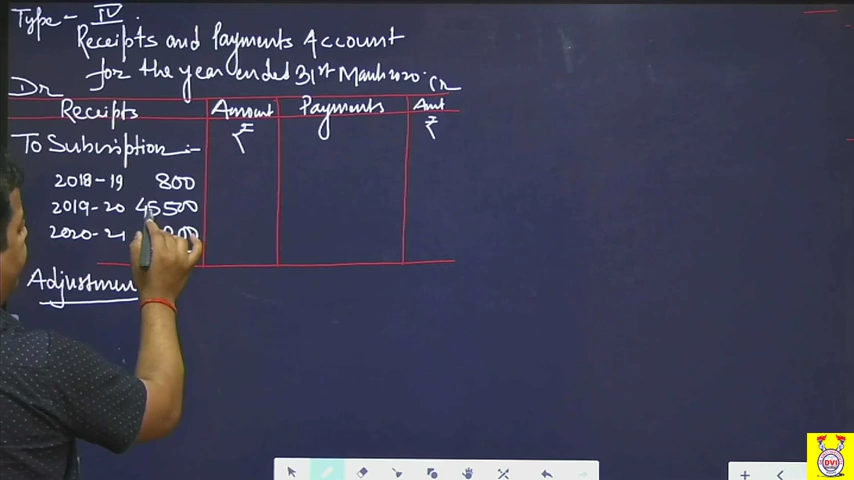 Type - IV
Receipts and Payments Account
for the year ended 31st March 2020.
Dr Cr
Receipts Amount Payments Amt
₹ ₹
To Subscription :-
2018-19 800
2019-20 45500
2020-21
Adjustmen
DVI